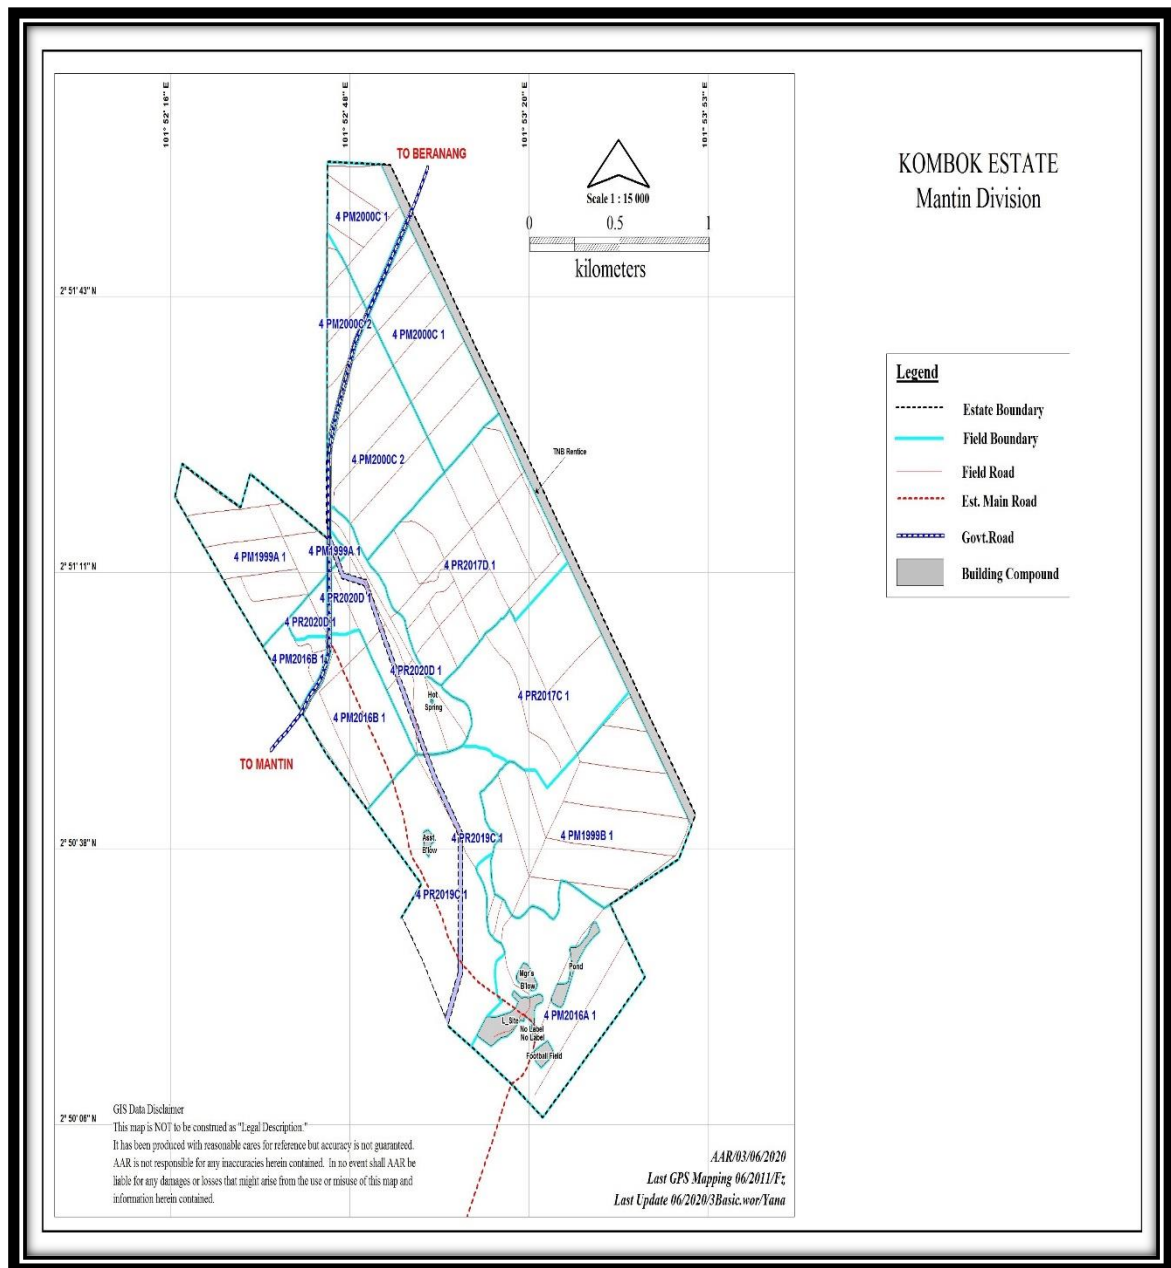 KOMBOK ESTATE
Mantin Division
101° 52' 16" E
101° 52' 48" E
101° 53' 20" E
101° 53' 53" E
TO BERANANG
Scale 1 : 15 000
0 0.5 1
kilometers
2° 51' 43" N
2° 51' 11" N
2° 50' 38" N
2° 50' 06" N
4 PM2000C 1
4 PM2000C 2
4 PM2000C 1
4 PM2000C 2
TNB Rentice
4 PM1999A 1
4 PM1999A 1
4 PR2017D 1
4 PR2020D 1
4 PR2020D 1
4 PM2016B 1
4 PR2020D 1
Hot
Spring
4 PR2017C 1
4 PM2016B 1
TO MANTIN
Asst.
B'low
4 PR2019C 1
4 PM1999B 1
4 PR2019C 1
Mgr's
B'low
Pond
L_Site
4 PM2016A 1
No Label
No Label
Football Field
Legend
Estate Boundary
Field Boundary
Field Road
Est. Main Road
Govt.Road
Building Compound
GIS Data Disclaimer
This map is NOT to be construed as "Legal Description."
It has been produced with reasonable cares for reference but accuracy is not guaranteed.
AAR is not responsible for any inaccuracies herein contained. In no event shall AAR be
liable for any damages or losses that might arise from the use or misuse of this map and
information herein contained.
AAR/03/06/2020
Last GPS Mapping 06/2011/Fz
Last Update 06/2020/3Basic.wor/Yana